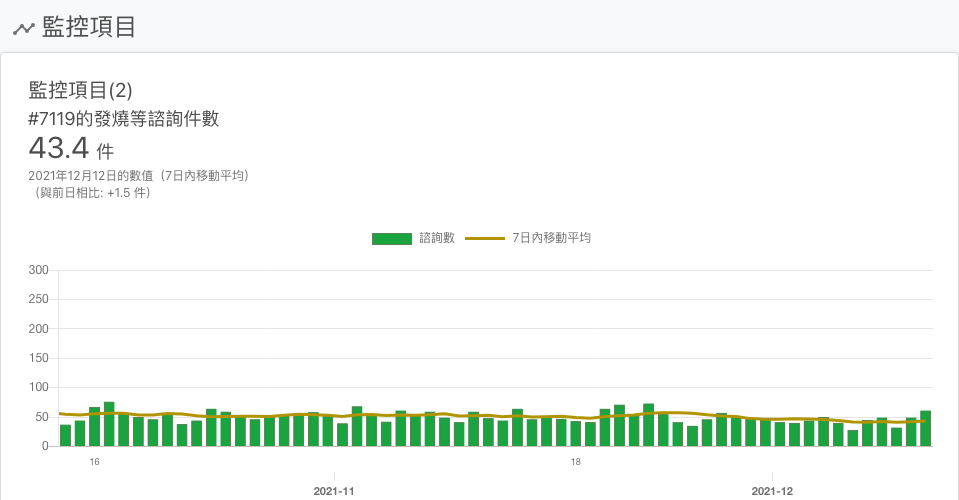 監控項目
監控項目(2)
#7119的發燒等諮詢件數
43.4 件
2021年12月12日的數值（7日內移動平均）
（與前日相比: +1.5 件）
諮詢數 7日內移動平均
300
250
200
150
100
50
0
16 18
2021-11 2021-12